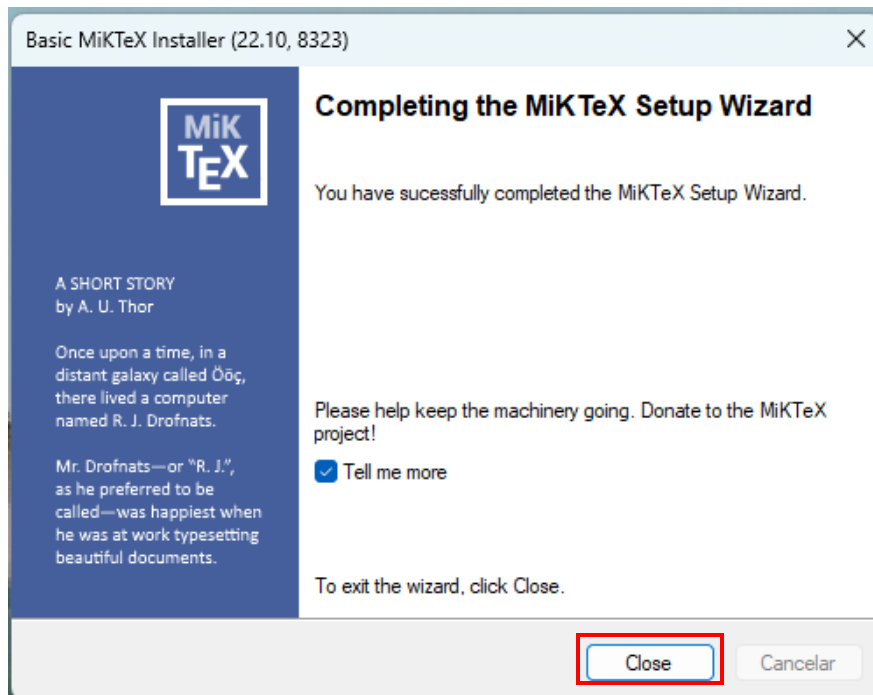 Basic MiKTeX Installer (22.10, 8323)
MiK
TEX
Completing the MiKTeX Setup Wizard
You have sucessfully completed the MiKTeX Setup Wizard.
A SHORT STORY
by A. U. Thor
Once upon a time, in a
distant galaxy called Ööç,
there lived a computer
named R. J. Drofnats.
Mr. Drofnats—or “R. J.”,
as he preferred to be
called—was happiest when
he was at work typesetting
beautiful documents.
Please help keep the machinery going. Donate to the MiKTeX
project!
Tell me more
To exit the wizard, click Close.
Close
Cancelar